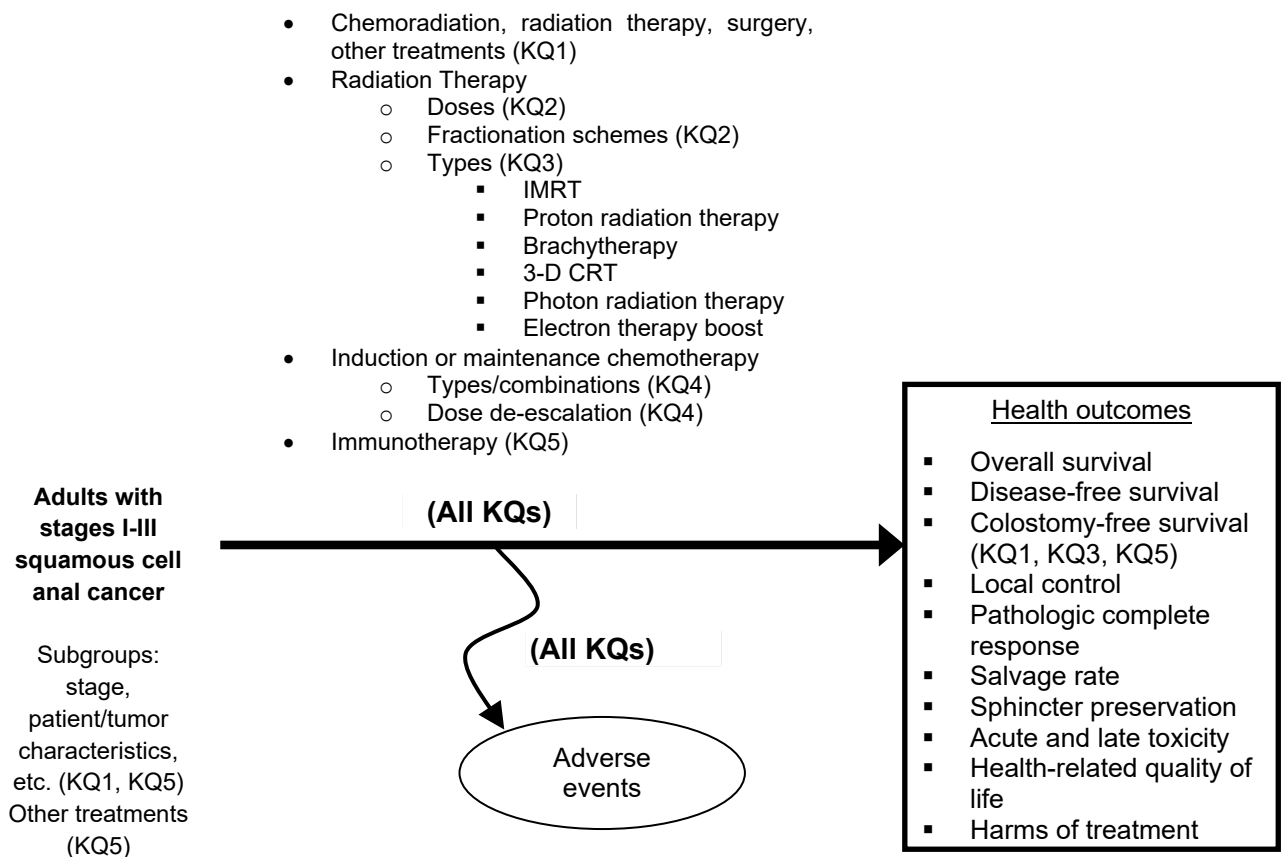 • Chemoradiation, radiation therapy, surgery,
other treatments (KQ1)
• Radiation Therapy
o Doses (KQ2)
o Fractionation schemes (KQ2)
o Types (KQ3)
▪ IMRT
▪ Proton radiation therapy
▪ Brachytherapy
▪ 3-D CRT
▪ Photon radiation therapy
▪ Electron therapy boost
• Induction or maintenance chemotherapy
o Types/combinations (KQ4)
o Dose de-escalation (KQ4)
• Immunotherapy (KQ5)
Adults with
stages I-III
squamous cell
anal cancer
Subgroups:
stage,
patient/tumor
characteristics,
etc. (KQ1, KQ5)
Other treatments
(KQ5)
(All KQs)
(All KQs)
Adverse
events
Health outcomes
▪ Overall survival
▪ Disease-free survival
▪ Colostomy-free survival
(KQ1, KQ3, KQ5)
▪ Local control
▪ Pathologic complete
response
▪ Salvage rate
▪ Sphincter preservation
▪ Acute and late toxicity
▪ Health-related quality of
life
▪ Harms of treatment